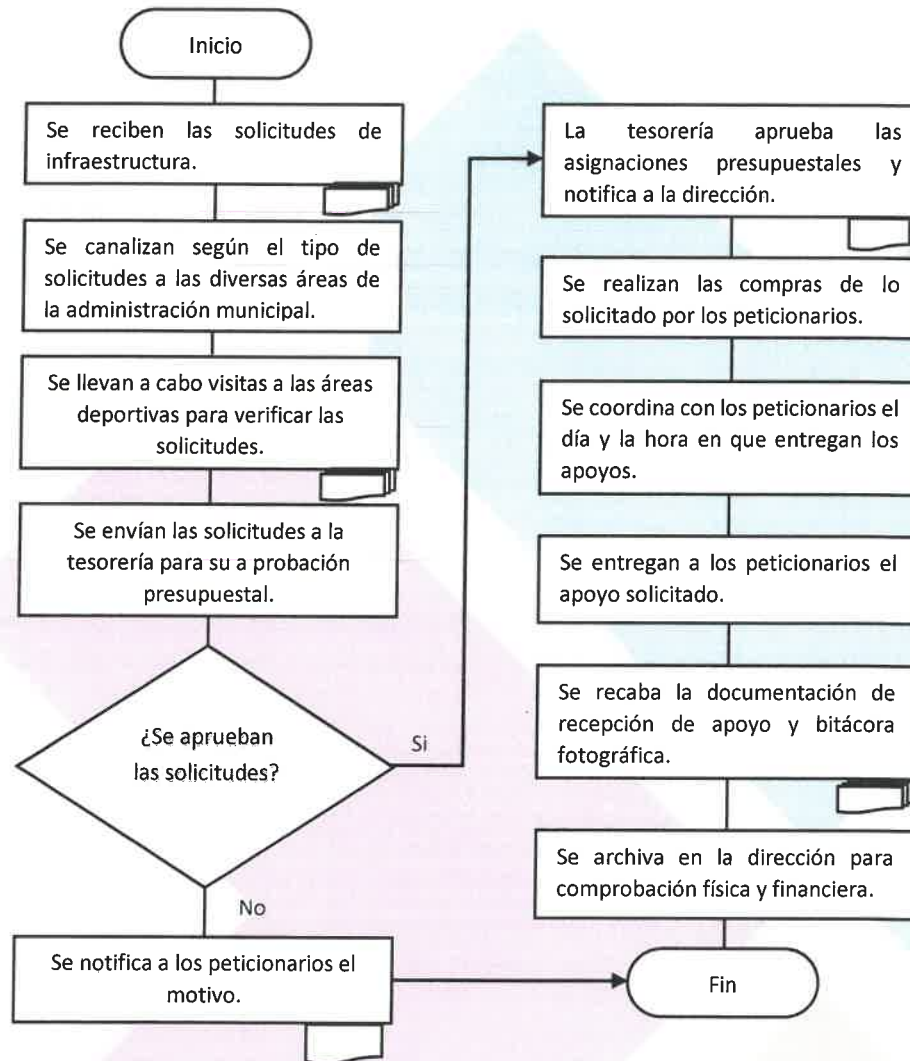 Inicio
Se reciben las solicitudes de
infraestructura.
Se canalizan según el tipo de
solicitudes a las diversas áreas de
la administración municipal.
Se llevan a cabo visitas a las áreas
deportivas para verificar las
solicitudes.
Se envían las solicitudes a la
tesorería para su a probación
presupuestal.
¿Se aprueban
las solicitudes?
Si
No
Se notifica a los peticionarios el
motivo.
La tesorería aprueba las
asignaciones presupuestales y
notifica a la dirección.
Se realizan las compras de lo
solicitado por los peticionarios.
Se coordina con los peticionarios el
día y la hora en que entregan los
apoyos.
Se entregan a los peticionarios el
apoyo solicitado.
Se recaba la documentación de
recepción de apoyo y bitácora
fotográfica.
Se archiva en la dirección para
comprobación física y financiera.
Fin